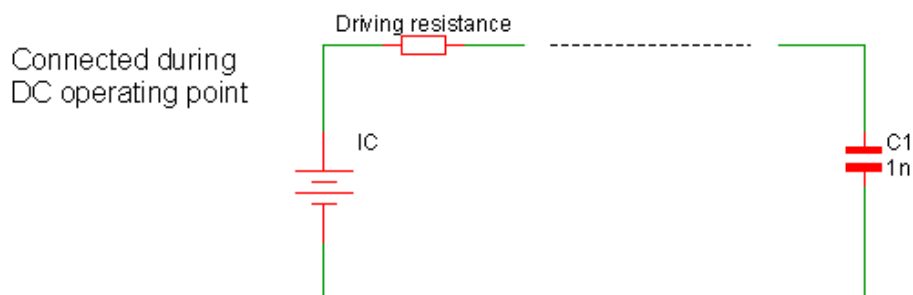 Driving resistance
Connected during
DC operating point
IC
C1
1n